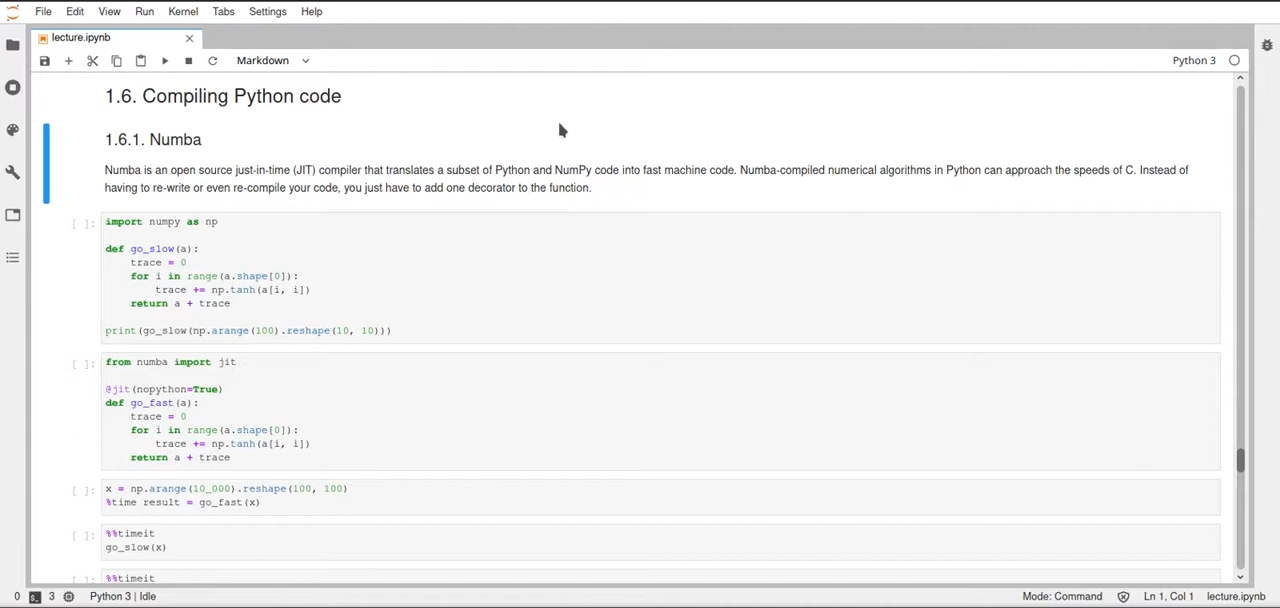 File Edit View Run Kernel Tabs Settings Help
lecture.ipynb
Markdown
Python 3
1.6. Compiling Python code
1.6.1. Numba
Numba is an open source just-in-time (JIT) compiler that translates a subset of Python and NumPy code into fast machine code. Numba-compiled numerical algorithms in Python can approach the speeds of C. Instead of
having to re-write or even re-compile your code, you just have to add one decorator to the function.
[ ]: import numpy as np
def go_slow(a):
trace = 0
for i in range(a.shape[0]):
trace += np.tanh(a[i, i])
return a + trace
print(go_slow(np.arange(100).reshape(10, 10)))
[ ]: from numba import jit
@jit(nopython=True)
def go_fast(a):
trace = 0
for i in range(a.shape[0]):
trace += np.tanh(a[i, i])
return a + trace
[ ]: x = np.arange(10_000).reshape(100, 100)
%time result = go_fast(x)
[ ]: %%timeit
go_slow(x)
[ ]: %%timeit
0 3 Python 3 | Idle Mode: Command Ln 1, Col 1 lecture.ipynb